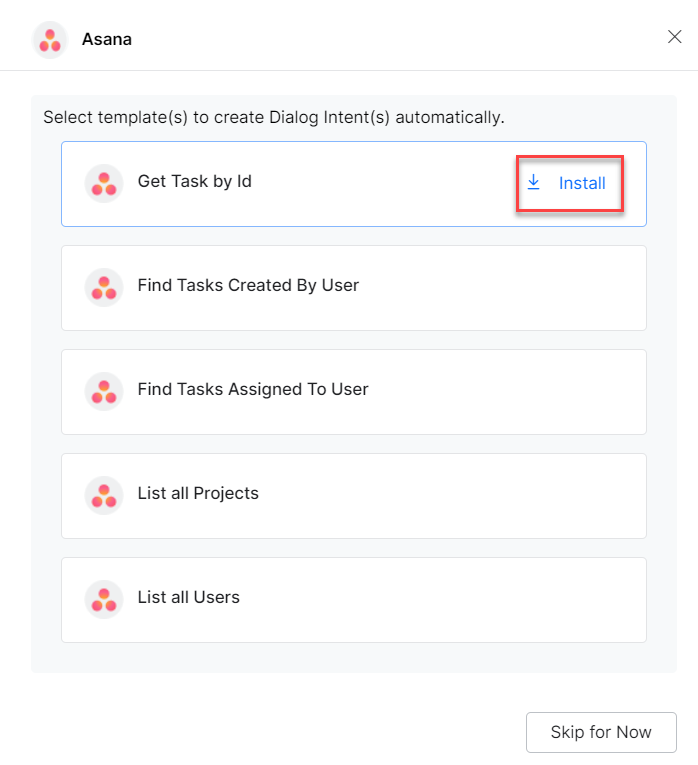 Asana
Select template(s) to create Dialog Intent(s) automatically.
Get Task by Id
Install
Find Tasks Created By User
Find Tasks Assigned To User
List all Projects
List all Users
Skip for Now